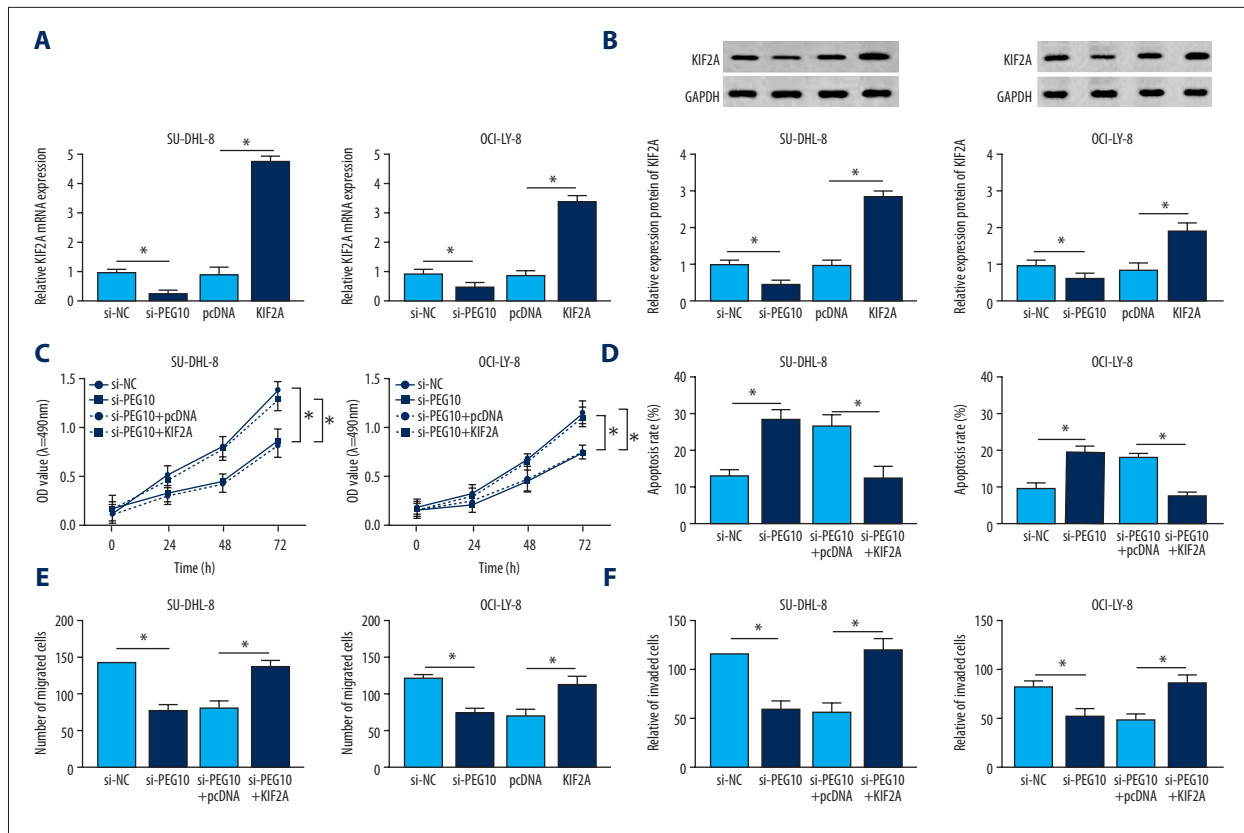 A
SU-DHL-8
Relative KIF2A mRNA expression
5
4
3
2
1
0
*
*
si-NC
si-PEG10
pcDNA
KIF2A
OCI-LY-8
Relative KIF2A mRNA expression
5
4
3
2
1
0
*
*
si-NC
si-PEG10
pcDNA
KIF2A
B
KIF2A
GAPDH
KIF2A
GAPDH
SU-DHL-8
Relative expression protein of KIF2A
4
3
2
1
0
*
*
si-NC
si-PEG10
pcDNA
KIF2A
OCI-LY-8
Relative expression protein of KIF2A
4
3
2
1
0
*
*
si-NC
si-PEG10
pcDNA
KIF2A
C
SU-DHL-8
OD value (λ=490nm)
1.5
1.0
0.5
0.0
si-NC
si-PEG10
si-PEG10+pcDNA
si-PEG10+KIF2A
*
*
0
24
48
72
Time (h)
OCI-LY-8
OD value (λ=490nm)
1.5
1.0
0.5
0.0
si-NC
si-PEG10
si-PEG10+pcDNA
si-PEG10+KIF2A
*
*
0
24
48
72
Time (h)
D
SU-DHL-8
Apoptosis rate (%)
40
30
20
10
0
*
*
si-NC
si-PEG10
si-PEG10
+pcDNA
si-PEG10
+KIF2A
OCI-LY-8
Apoptosis rate (%)
40
30
20
10
0
*
*
si-NC
si-PEG10
si-PEG10
+pcDNA
si-PEG10
+KIF2A
E
SU-DHL-8
Number of migrated cells
200
150
100
50
0
*
*
si-NC
si-PEG10
si-PEG10
+pcDNA
si-PEG10
+KIF2A
OCI-LY-8
Number of migrated cells
200
150
100
50
0
*
*
si-NC
si-PEG10
pcDNA
KIF2A
F
SU-DHL-8
Relative of invaded cells
150
100
50
0
*
*
si-NC
si-PEG10
si-PEG10
+pcDNA
si-PEG10
+KIF2A
OCI-LY-8
Relative of invaded cells
150
100
50
0
*
*
si-NC
si-PEG10
si-PEG10
+pcDNA
si-PEG10
+KIF2A